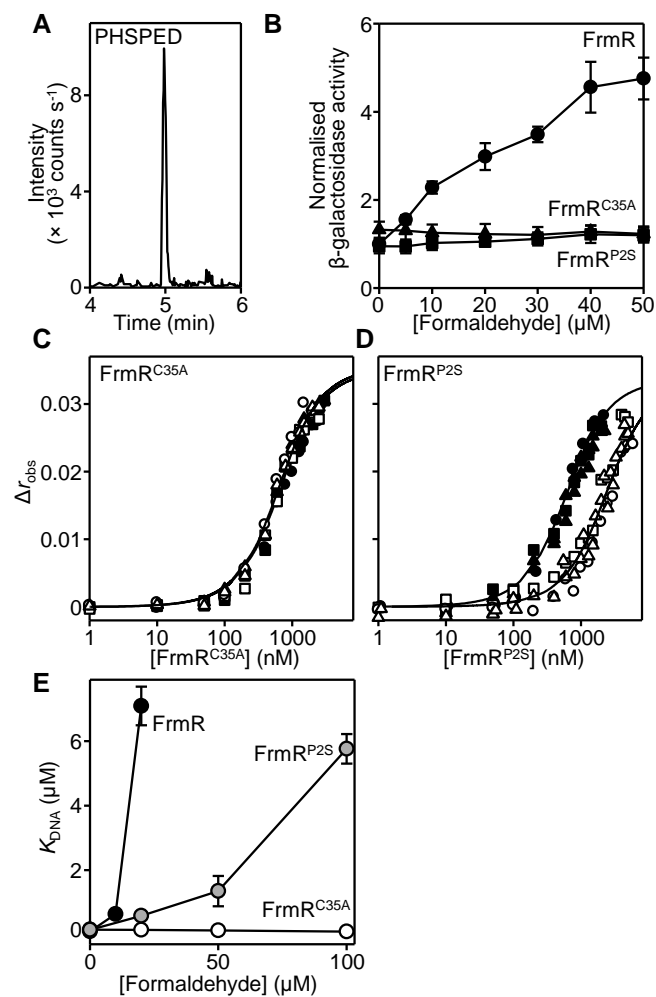 A
PHSPED
Intensity
(× 10³ counts s⁻¹)
8
4
0
4 5 6
Time (min)
B
Normalised
β-galactosidase activity
6
4
2
0
FrmR
FrmR^C35A
FrmR^P2S
0 10 20 30 40 50
[Formaldehyde] (µM)
C
FrmR^C35A
Δr_obs
0.03
0.02
0.01
0
1 10 100 1000
[FrmR^C35A] (nM)
D
FrmR^P2S
1 10 100 1000
[FrmR^P2S] (nM)
E
K_DNA (µM)
6
4
2
0
FrmR
FrmR^P2S
FrmR^C35A
0 50 100
[Formaldehyde] (µM)